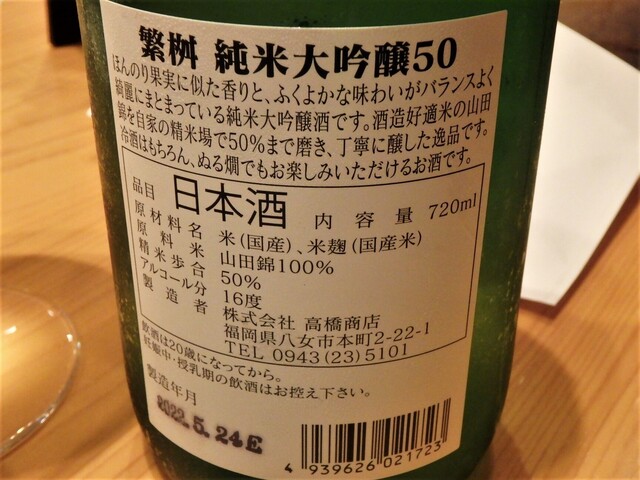 繁桝 純米大吟醸50
ほんのり果実に似た香りと、ふくよかな味わいがバランスよく
綺麗にまとまっている純米大吟醸酒です。酒造好適米の山田
錦を自家の精米場で50%まで磨き、丁寧に醸した逸品です。
冷酒はもちろん、ぬる燗でもお楽しみいただけるお酒です。
品目 日本酒 内容量 720ml
原材料名 米(国産)、米麹(国産米)
原料米 山田錦100%
精米歩合 50%
アルコール分 16度
製造者 株式会社 高橋商店
福岡県八女市本町2-22-1
TEL 0943(23)5101
飲酒は20歳になってから。
妊娠中・授乳期の飲酒はお控え下さい。
製造年月
2022.5.24E
4 939626 021723